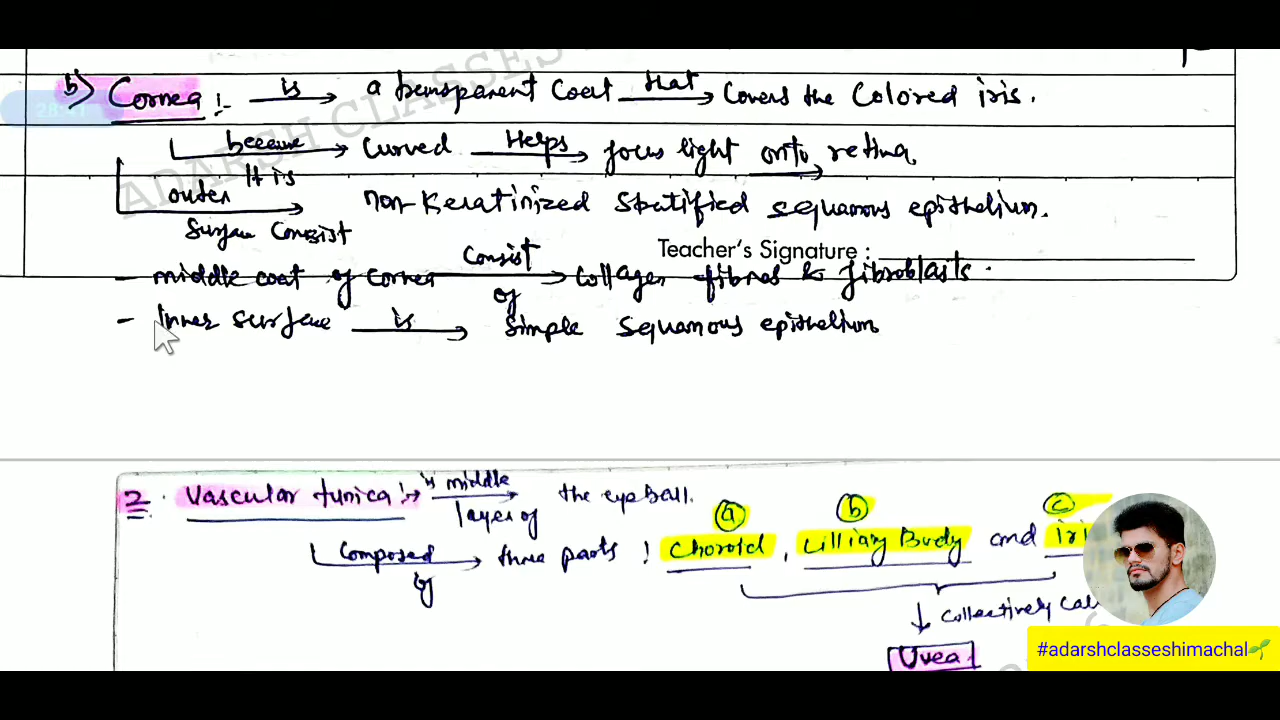 b) Cornea :- is → a transparent coat that → covers the colored iris.
because It is → curved Helps → focus light onto → retina
outer surface consist → non-keratinized stratified squamous epithelium.
Teacher's Signature :
- middle coat of cornea consist of → collagen fibres & fibroblasts.
- Inner surface is → simple squamous epithelium
2. Vascular tunica :→ is middle layer of → the eyeball.
a b c
composed of → three parts : choroid, cilliary Body and iri
↓ collectively cal
Uvea.
ADARSH CLASSES
#adarshclasseshimachal🌱